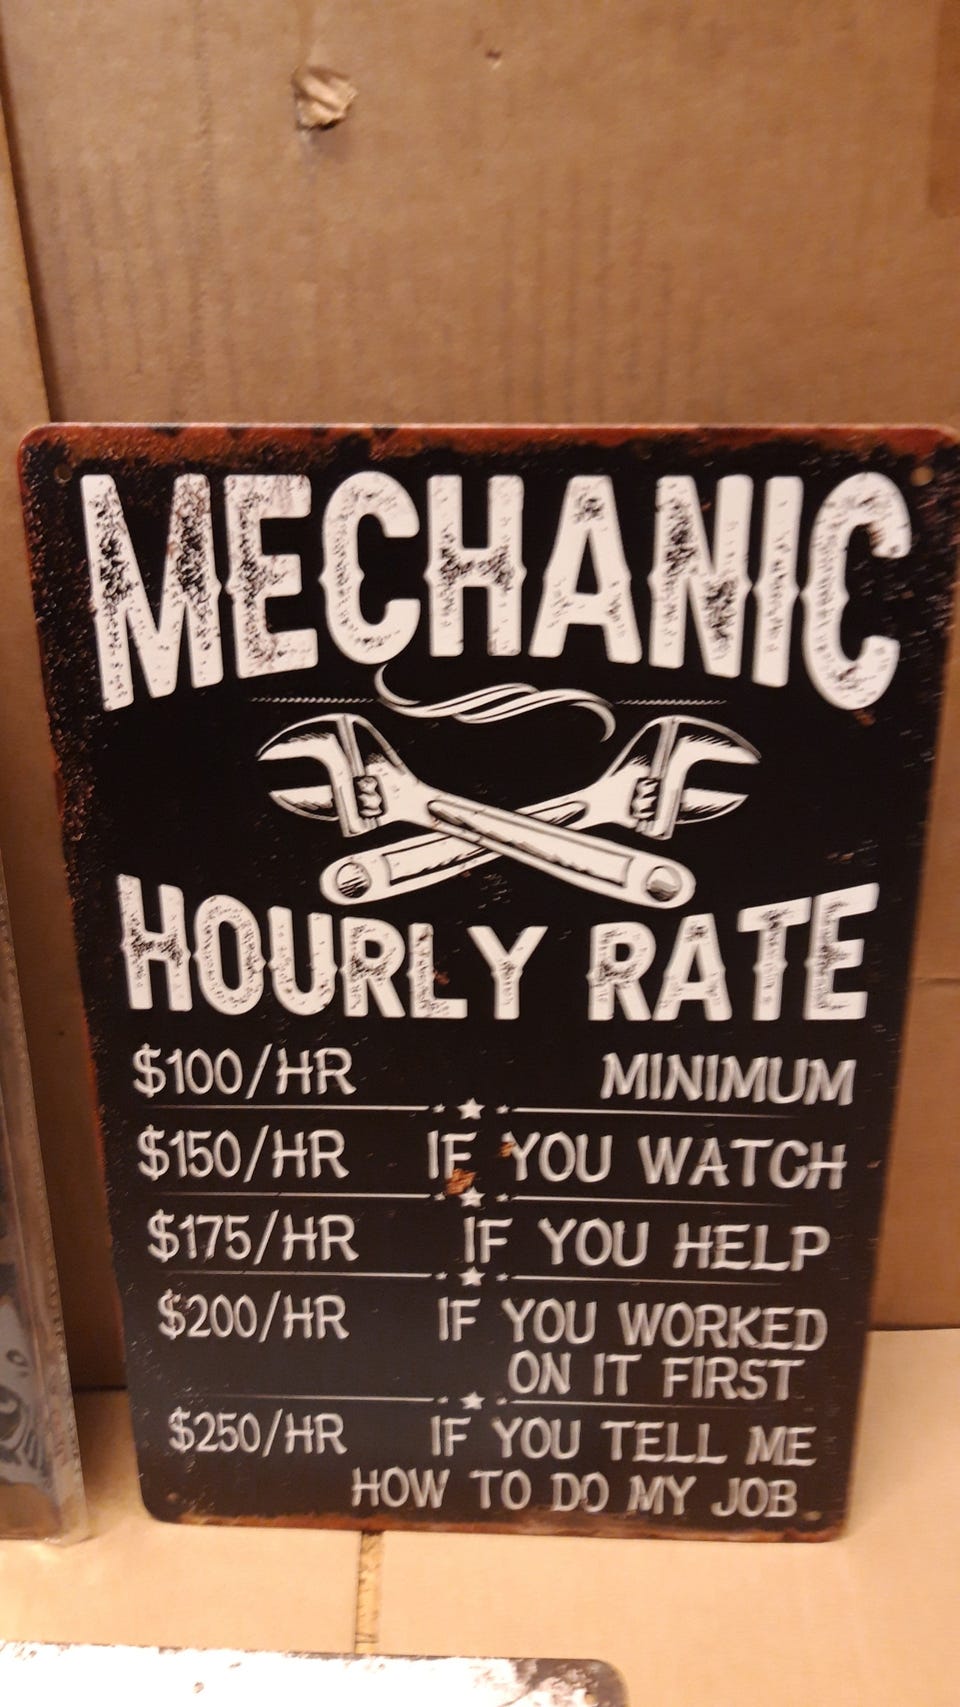 MECHANIC
HOURLY RATE
$100/HR MINIMUM
$150/HR IF YOU WATCH
$175/HR IF YOU HELP
$200/HR IF YOU WORKED
ON IT FIRST
$250/HR IF YOU TELL ME
HOW TO DO MY JOB